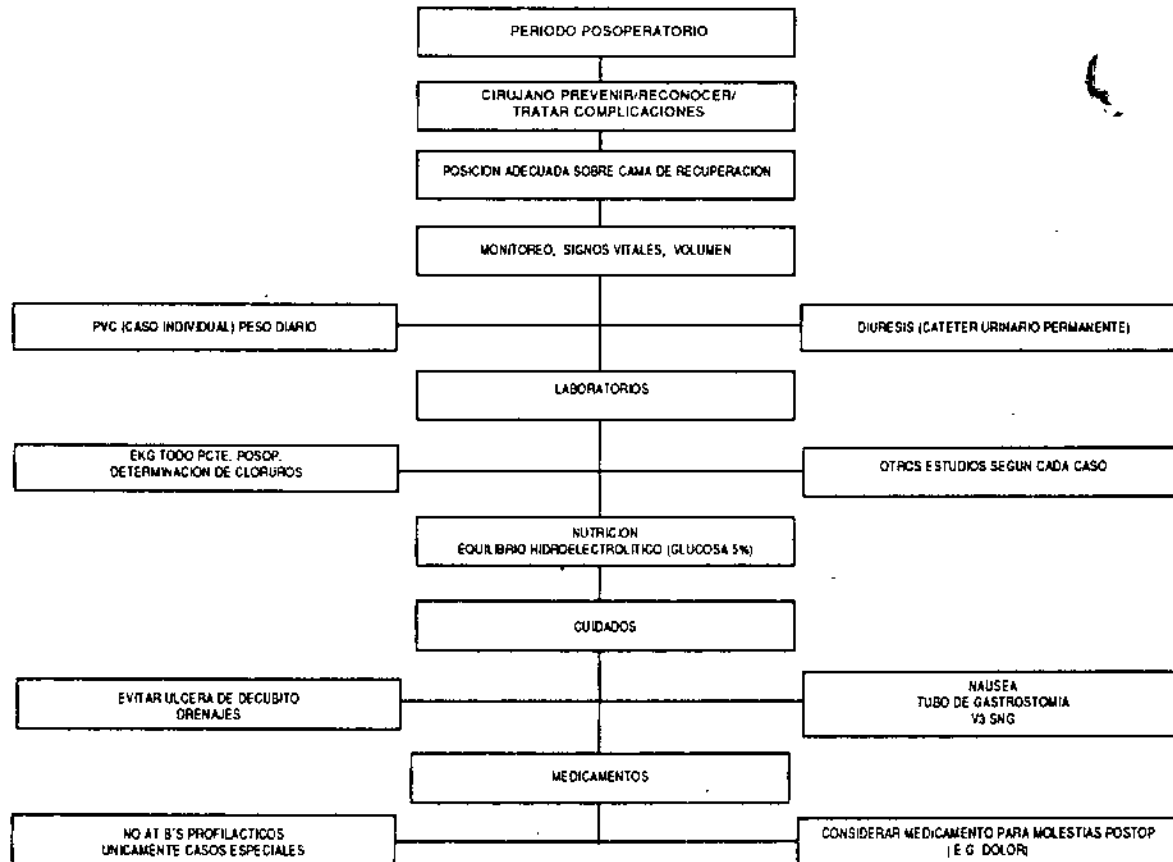 PERIODO POSOPERATORIO
CIRUJANO PREVENIR/RECONOCER/
TRATAR COMPLICACIONES
POSICION ADECUADA SOBRE CAMA DE RECUPERACION
MONITOREO, SIGNOS VITALES, VOLUMEN
PVC (CASO INDIVIDUAL) PESO DIARIO
DIURESIS (CATETER URINARIO PERMANENTE)
LABORATORIOS
EKG TODO PCTE. POSOP.
DETERMINACION DE CLORUROS
OTROS ESTUDIOS SEGUN CADA CASO
NUTRICION
EQUILIBRIO HIDROELECTROLITICO (GLUCOSA 5%)
CUIDADOS
EVITAR ULCERA DE DECUBITO
DRENAJES
NAUSEA
TUBO DE GASTROSTOMIA
V3 SNG
MEDICAMENTOS
NO AT B'S PROFILACTICOS
UNICAMENTE CASOS ESPECIALES
CONSIDERAR MEDICAMENTO PARA MOLESTIAS POSTOP
(E.G. DOLOR)